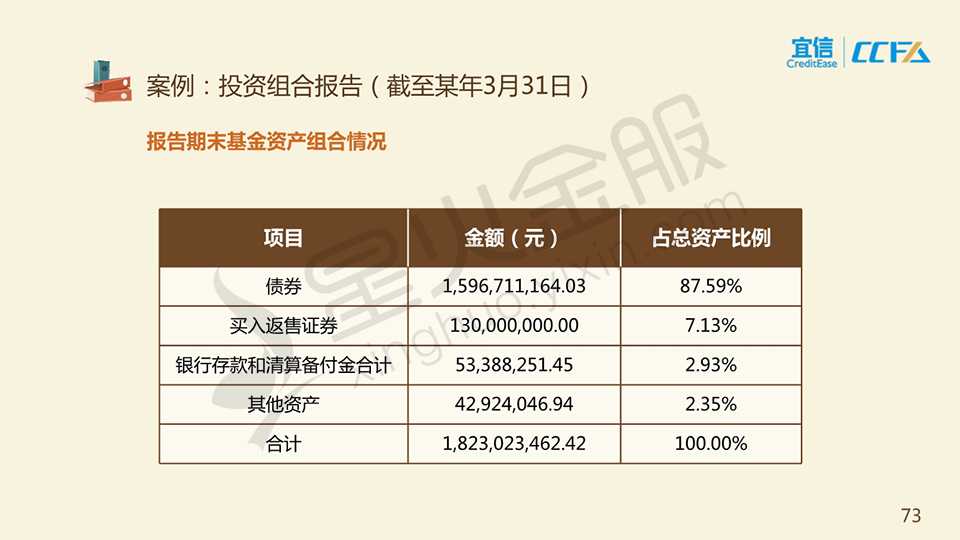 宜信
CreditEase
CCFA
案例：投资组合报告（截至某年3月31日）
报告期末基金资产组合情况
项目 金额（元） 占总资产比例
债券 1,596,711,164.03 87.59%
买入返售证券 130,000,000.00 7.13%
银行存款和清算备付金合计 53,388,251.45 2.93%
其他资产 42,924,046.94 2.35%
合计 1,823,023,462.42 100.00%
星火金服
xinghuo.yixin.com
73